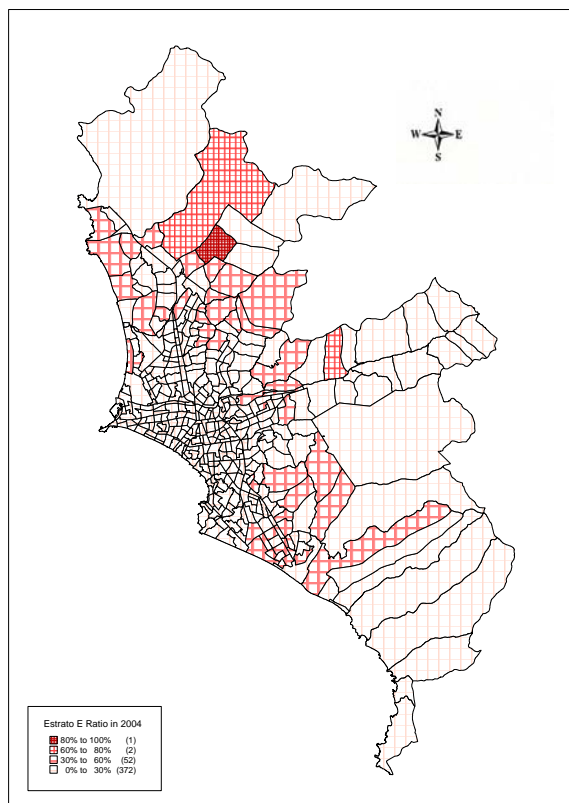 N
W E
S
Estrato E Ratio in 2004
80% to 100% (1)
60% to 80% (2)
30% to 60% (52)
0% to 30% (372)